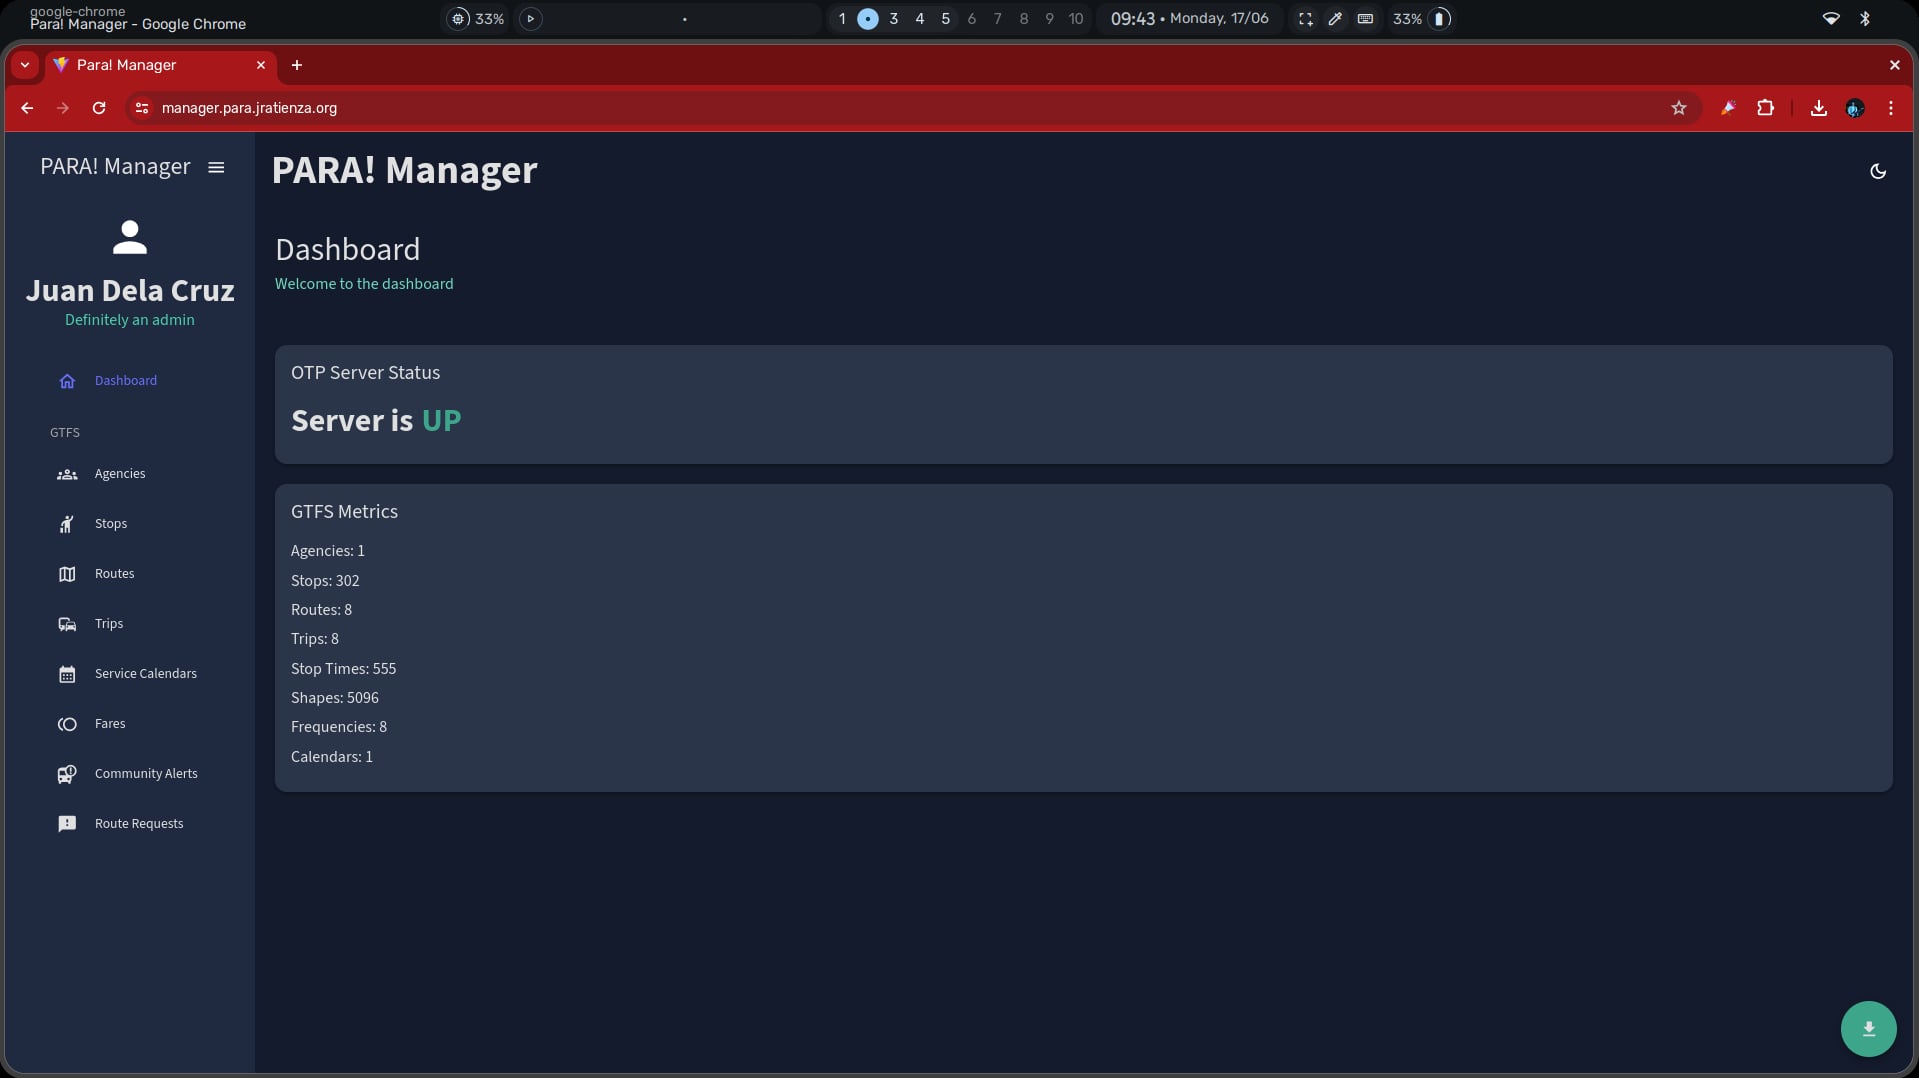 google-chrome
Para! Manager - Google Chrome
33%
1 3 4 5 6 7 8 9 10
09:43 • Monday, 17/06
33%
Para! Manager
manager.para.jratienza.org
PARA! Manager
Juan Dela Cruz
Definitely an admin
Dashboard
GTFS
Agencies
Stops
Routes
Trips
Service Calendars
Fares
Community Alerts
Route Requests
PARA! Manager
Dashboard
Welcome to the dashboard
OTP Server Status
Server is UP
GTFS Metrics
Agencies: 1
Stops: 302
Routes: 8
Trips: 8
Stop Times: 555
Shapes: 5096
Frequencies: 8
Calendars: 1